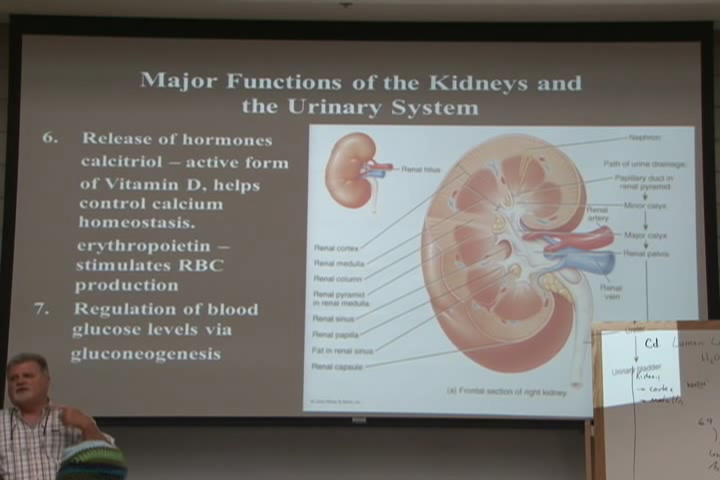 Major Functions of the Kidneys and
the Urinary System
6. Release of hormones
calcitriol – active form
of Vitamin D, helps
control calcium
homeostasis.
erythropoietin –
stimulates RBC
production
7. Regulation of blood
glucose levels via
gluconeogenesis
Renal hilus
Nephron:
Path of urine drainage:
Papillary duct in
renal pyramid
Minor calyx
Renal
artery
Major calyx
Renal pelvis
Renal
vein
Renal cortex
Renal medulla
Renal column
Renal pyramid
in renal medulla
Renal sinus
Renal papilla
Fat in renal sinus
Renal capsule
Ureter
Urinary bladder
(a) Frontal section of right kidney
Cd Lumen
Kidney
→ cortex